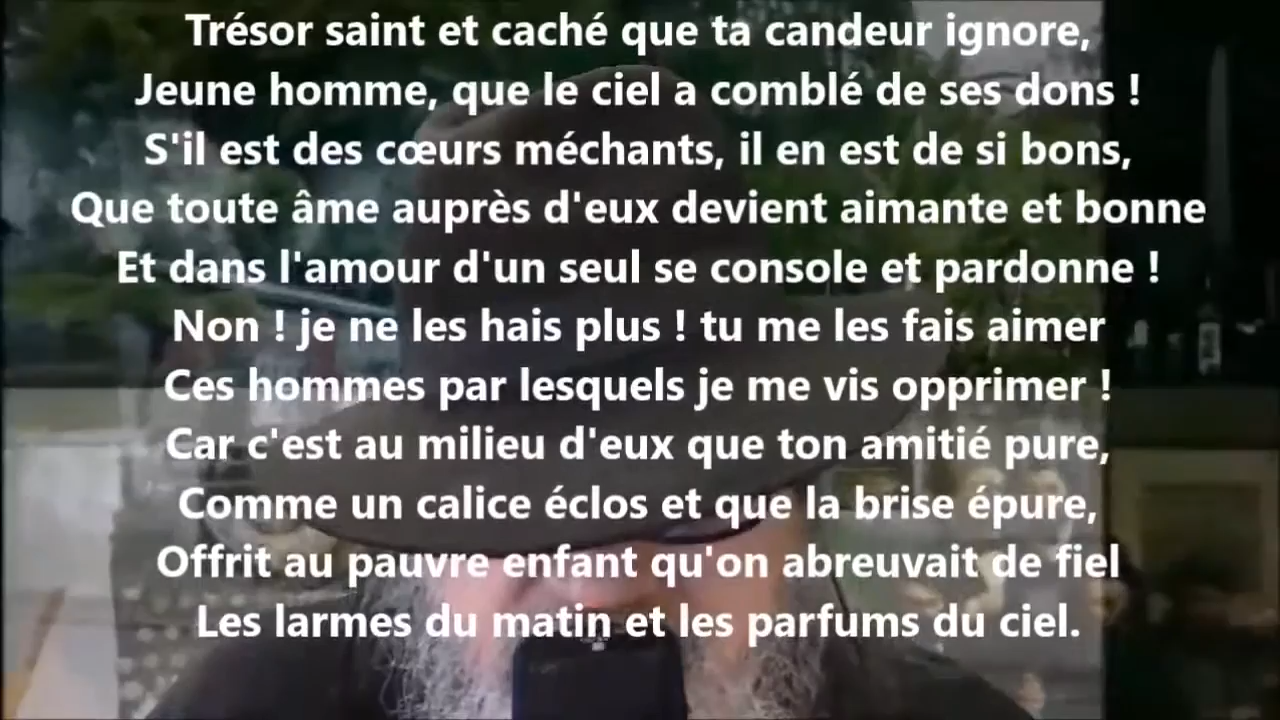 Trésor saint et caché que ta candeur ignore,
Jeune homme, que le ciel a comblé de ses dons !
S'il est des cœurs méchants, il en est de si bons,
Que toute âme auprès d'eux devient aimante et bonne
Et dans l'amour d'un seul se console et pardonne !
Non ! je ne les hais plus ! tu me les fais aimer
Ces hommes par lesquels je me vis opprimer !
Car c'est au milieu d'eux que ton amitié pure,
Comme un calice éclos et que la brise épure,
Offrit au pauvre enfant qu'on abreuvait de fiel
Les larmes du matin et les parfums du ciel.